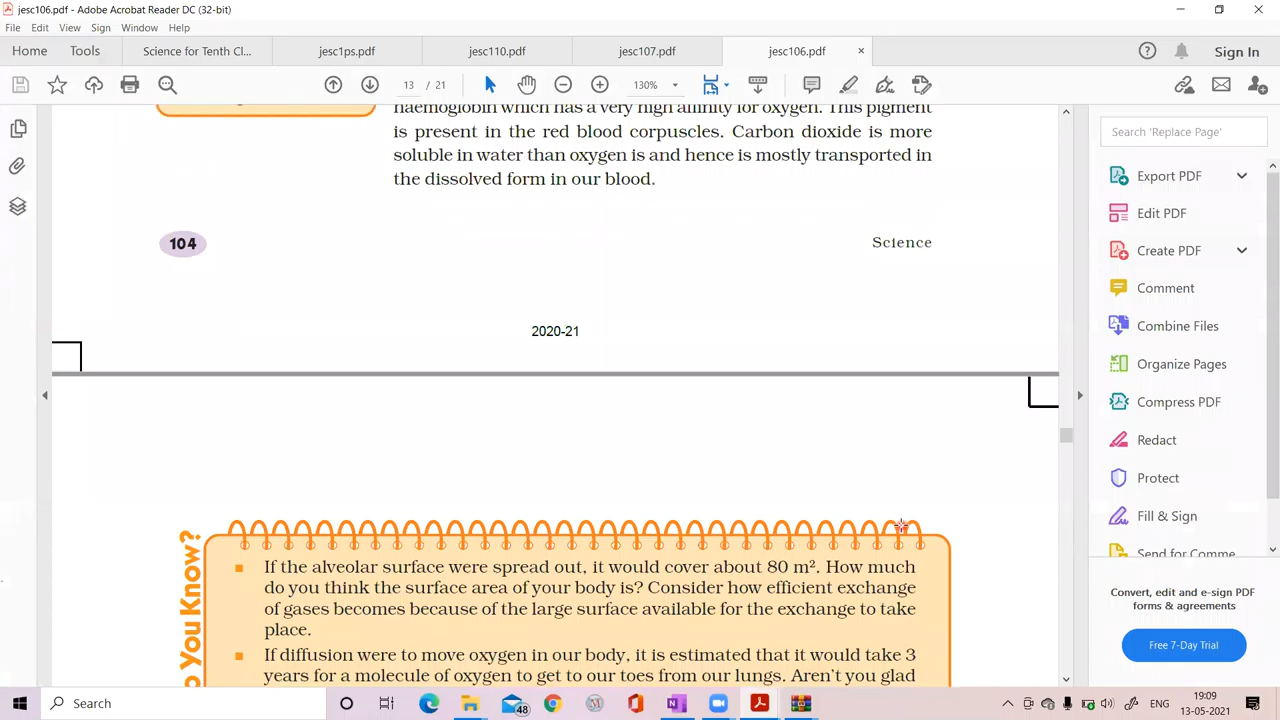 jesc106.pdf - Adobe Acrobat Reader DC (32-bit)
File Edit View Sign Window Help
Home Tools Science for Tenth Cl... jesc1ps.pdf jesc110.pdf jesc107.pdf jesc106.pdf × Sign In
13 / 21 130%
haemoglobin which has a very high affinity for oxygen. This pigment
is present in the red blood corpuscles. Carbon dioxide is more
soluble in water than oxygen is and hence is mostly transported in
the dissolved form in our blood.
104
Science
2020-21
o You Know?
If the alveolar surface were spread out, it would cover about 80 m². How much
do you think the surface area of your body is? Consider how efficient exchange
of gases becomes because of the large surface available for the exchange to take
place.
If diffusion were to move oxygen in our body, it is estimated that it would take 3
years for a molecule of oxygen to get to our toes from our lungs. Aren't you glad
Search 'Replace Page'
Export PDF
Edit PDF
Create PDF
Comment
Combine Files
Organize Pages
Compress PDF
Redact
Protect
Fill & Sign
Send for Comme
Convert, edit and e-sign PDF
forms & agreements
Free 7-Day Trial
Search
48
ENG
19:09
13-05-2021